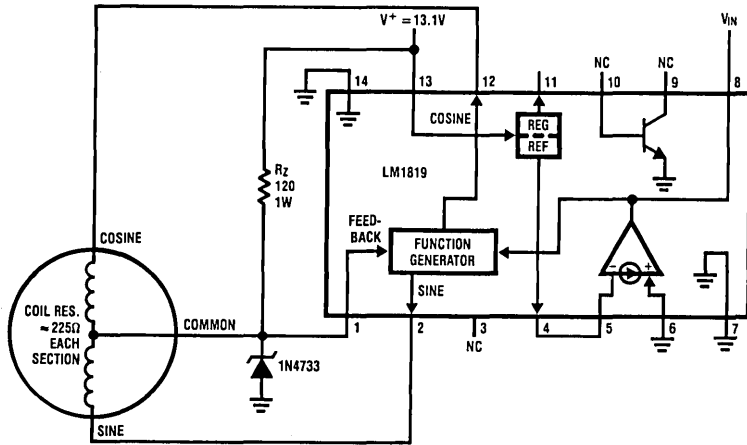 V+ = 13.1V
VIN
14
13
12
11
NC
10
NC
9
8
COSINE
REG
REF
LM1819
RZ
120
1W
FEED-
BACK
FUNCTION
GENERATOR
COSINE
SINE
- +
COIL RES.
≈ 225Ω
EACH
SECTION
COMMON
1
2
3
NC
4
5
6
7
1N4733
SINE